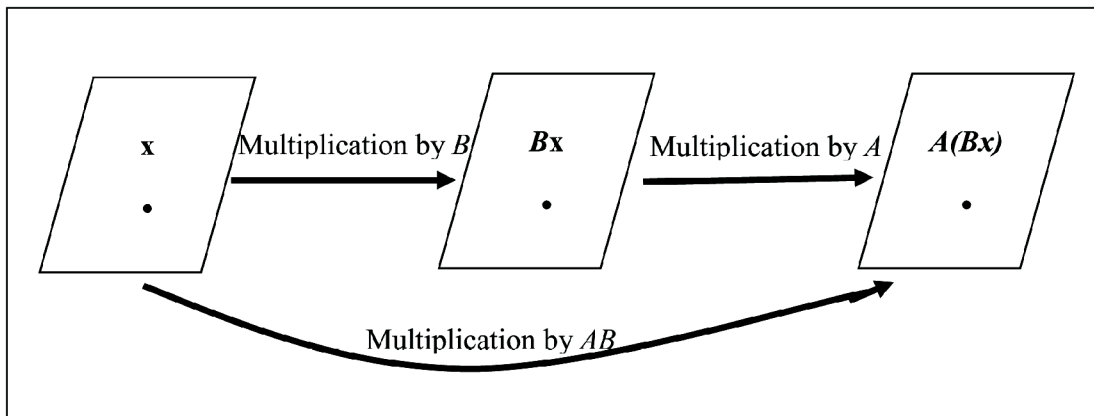 x
Multiplication by B
Bx
Multiplication by A
A(Bx)
Multiplication by AB